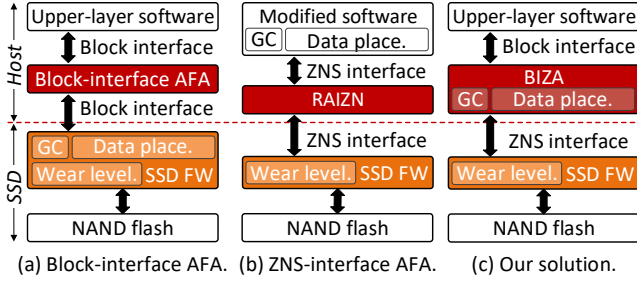 Host
SSD
Upper-layer software
Block interface
Block-interface AFA
Block interface
GC Data place.
Wear level. SSD FW
NAND flash
(a) Block-interface AFA.
Modified software
GC Data place.
ZNS interface
RAIZN
ZNS interface
Wear level. SSD FW
NAND flash
(b) ZNS-interface AFA.
Upper-layer software
Block interface
BIZA
GC Data place.
ZNS interface
Wear level. SSD FW
NAND flash
(c) Our solution.